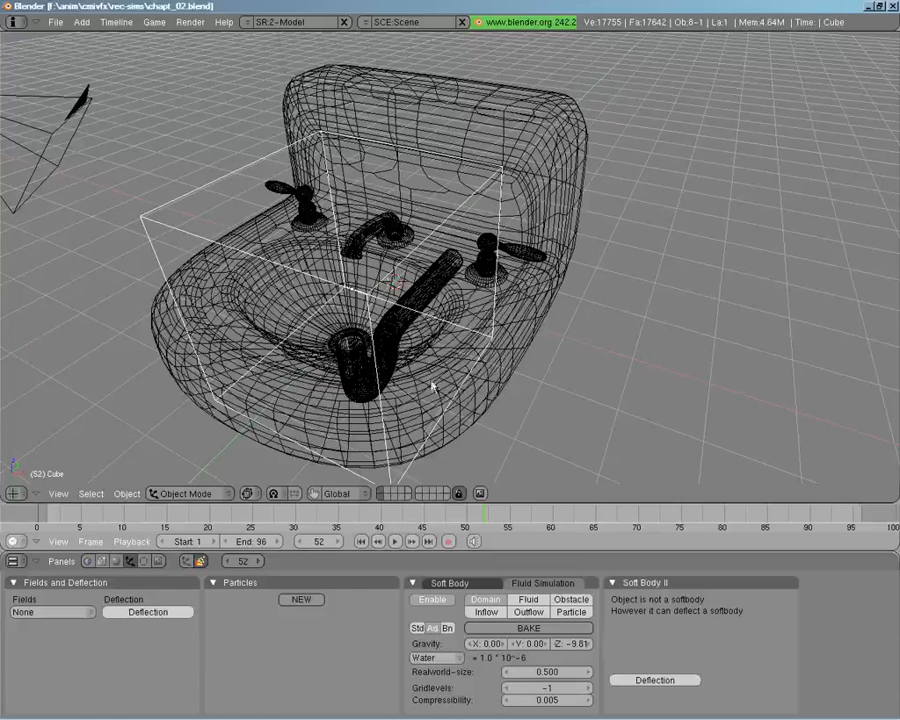 Blender [f:\anim\cmivfx\rec-sims\chapt_02.blend]
File Add Timeline Game Render Help SR:2-Model SCE:Scene www.blender.org 242.2 Ve:17755 | Fa:17642 | Ob:8-1 | La:1 | Mem:4.64M | Time: | Cube
(52) Cube
View Select Object Object Mode Global
0 5 10 15 20 25 30 35 40 45 50 55 60 65 70 75 80 85 90 95
View Frame Playback Start: 1 End: 96 52
Panels 52
Fields and Deflection Particles Soft Body Fluid Simulation Soft Body II
Fields Deflection NEW Enable Domain Fluid Obstacle Object is not a softbody
None Deflection Inflow Outflow Particle However it can deflect a softbody
Std Ad Bn BAKE
Gravity: X: 0.00 Y: 0.00 Z: -9.81
Water = 1.0 * 10^-6
Realworld-size: 0.500 Deflection
Gridlevels: -1
Compressibility: 0.005